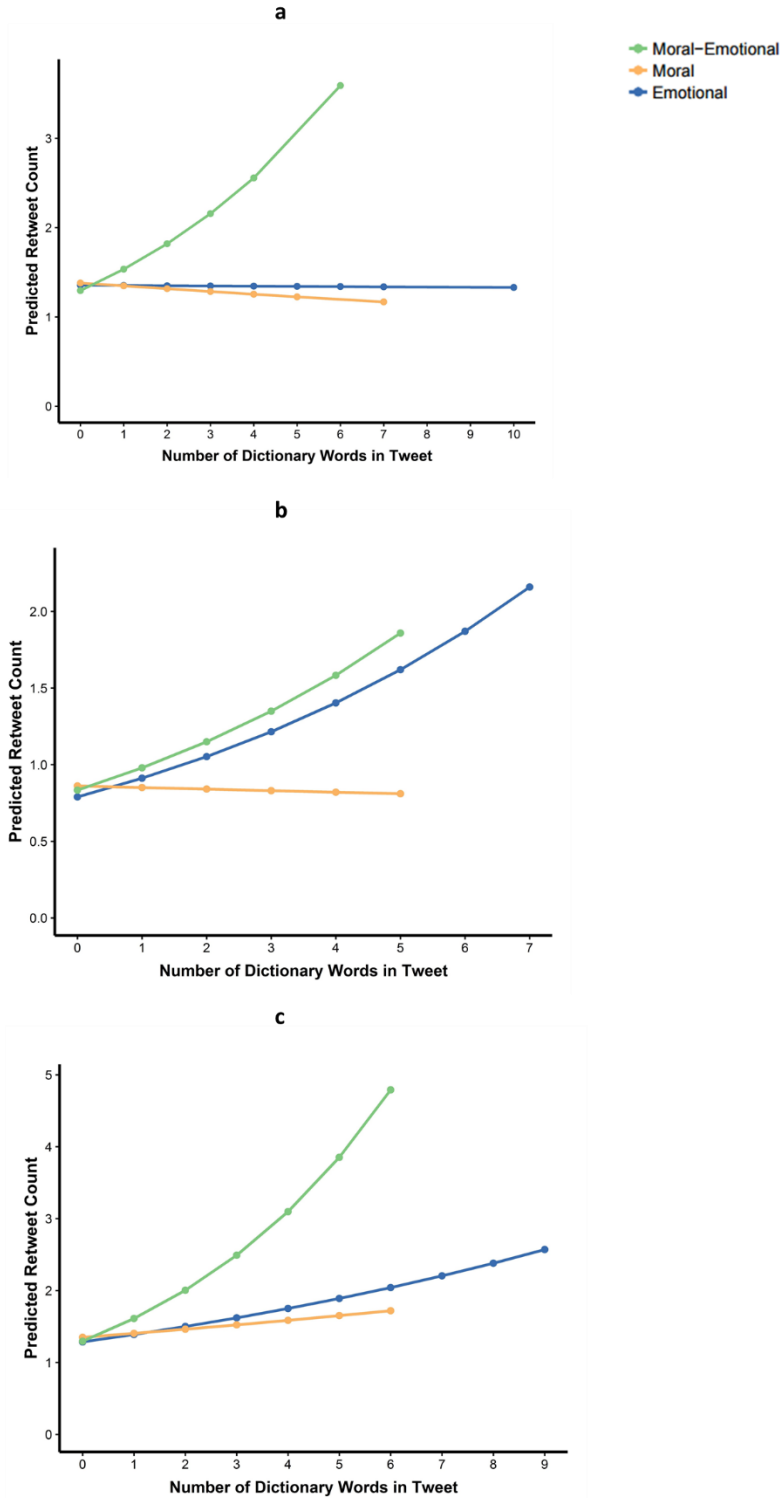 a
Moral−Emotional
Moral
Emotional
Predicted Retweet Count
3
2
1
0
0 1 2 3 4 5 6 7 8 9 10
Number of Dictionary Words in Tweet
b
Predicted Retweet Count
2.0
1.5
1.0
0.5
0.0
0 1 2 3 4 5 6 7
Number of Dictionary Words in Tweet
c
Predicted Retweet Count
5
4
3
2
1
0
0 1 2 3 4 5 6 7 8 9
Number of Dictionary Words in Tweet